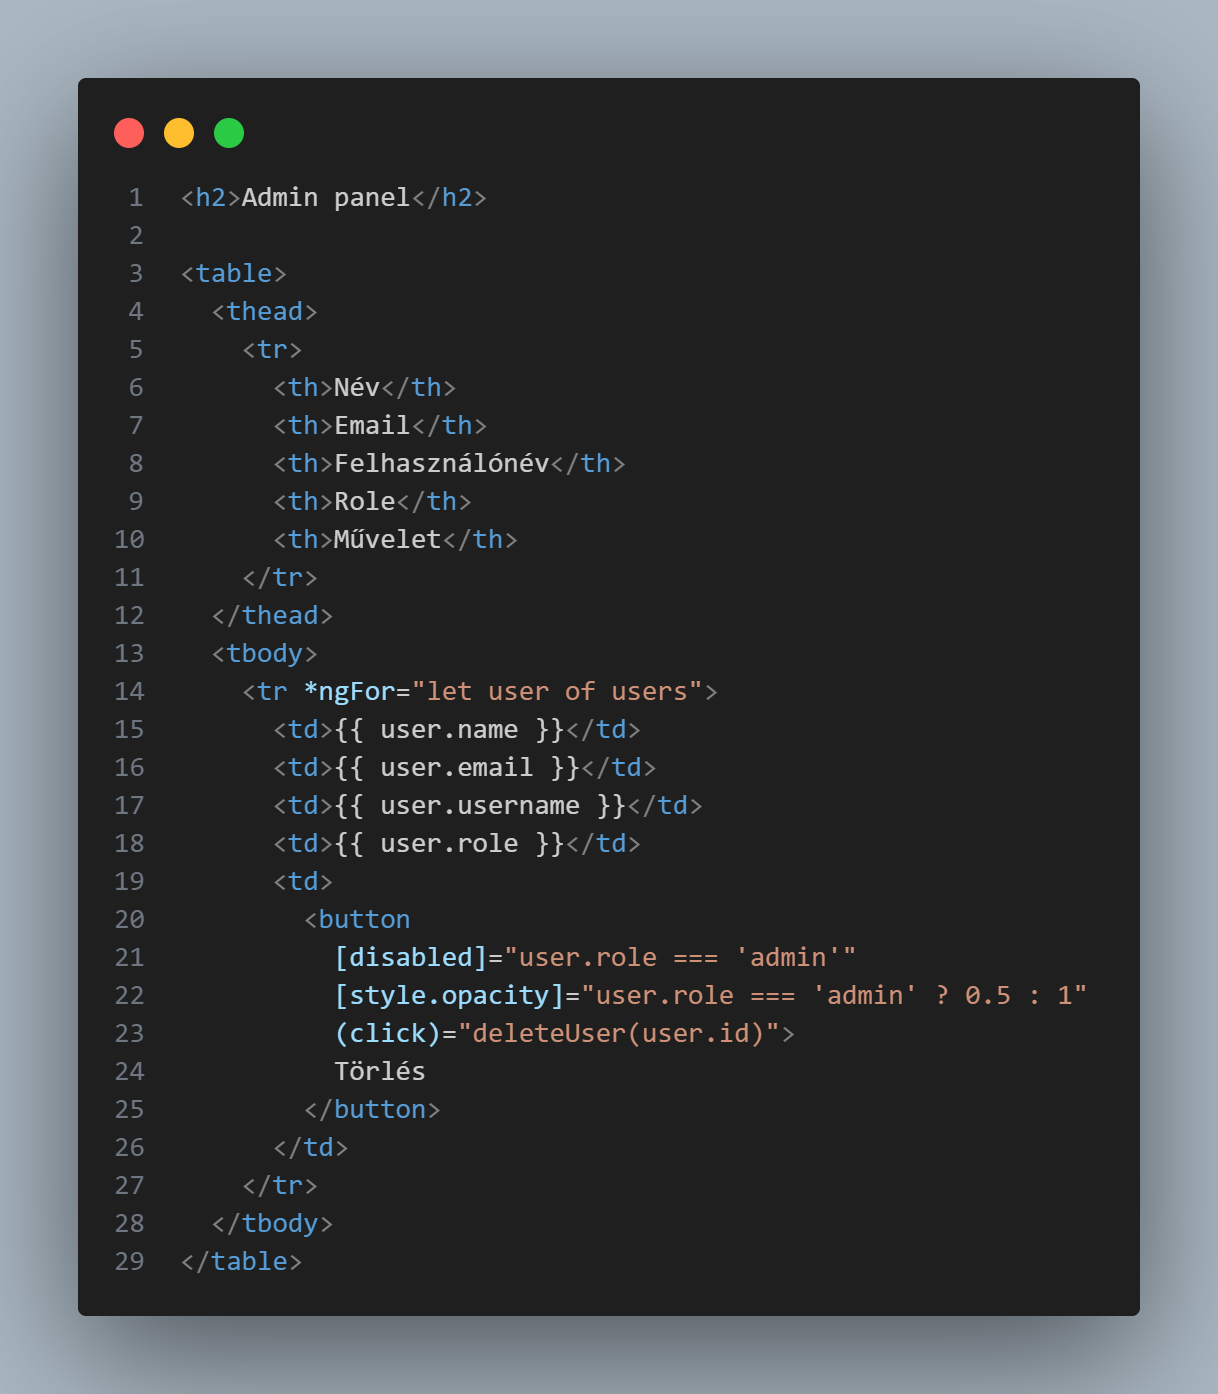 1 <h2>Admin panel</h2>
2
3 <table>
4   <thead>
5     <tr>
6       <th>Név</th>
7       <th>Email</th>
8       <th>Felhasználónév</th>
9       <th>Role</th>
10       <th>Művelet</th>
11     </tr>
12   </thead>
13   <tbody>
14     <tr *ngFor="let user of users">
15       <td>{{ user.name }}</td>
16       <td>{{ user.email }}</td>
17       <td>{{ user.username }}</td>
18       <td>{{ user.role }}</td>
19       <td>
20         <button
21           [disabled]="user.role === 'admin'"
22           [style.opacity]="user.role === 'admin' ? 0.5 : 1"
23           (click)="deleteUser(user.id)">
24           Törlés
25         </button>
26       </td>
27     </tr>
28   </tbody>
29 </table>